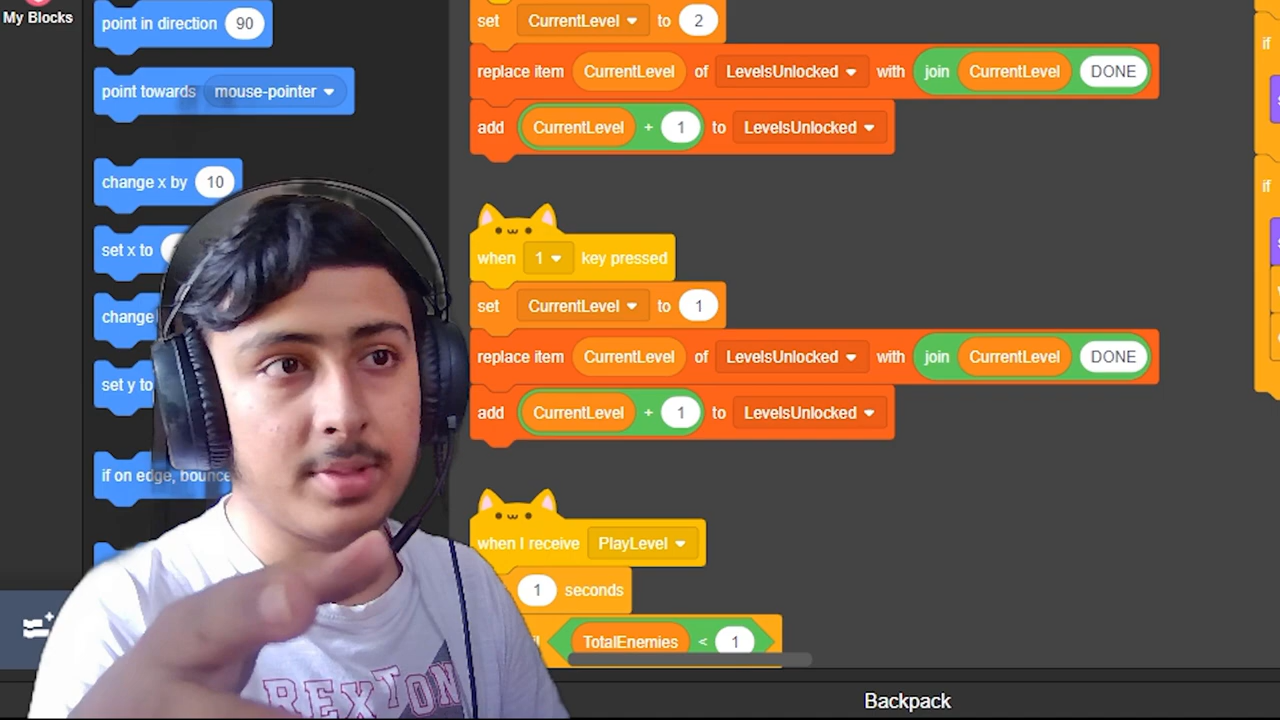 My Blocks
point in direction 90
point towards mouse-pointer
change x by 10
set x to
change
set y to
if on edge, bounce
set CurrentLevel to 2
replace item CurrentLevel of LevelsUnlocked with join CurrentLevel DONE
add CurrentLevel + 1 to LevelsUnlocked
when 1 key pressed
set CurrentLevel to 1
replace item CurrentLevel of LevelsUnlocked with join CurrentLevel DONE
add CurrentLevel + 1 to LevelsUnlocked
when I receive PlayLevel
1 seconds
TotalEnemies < 1
if
if
REXTON
Backpack